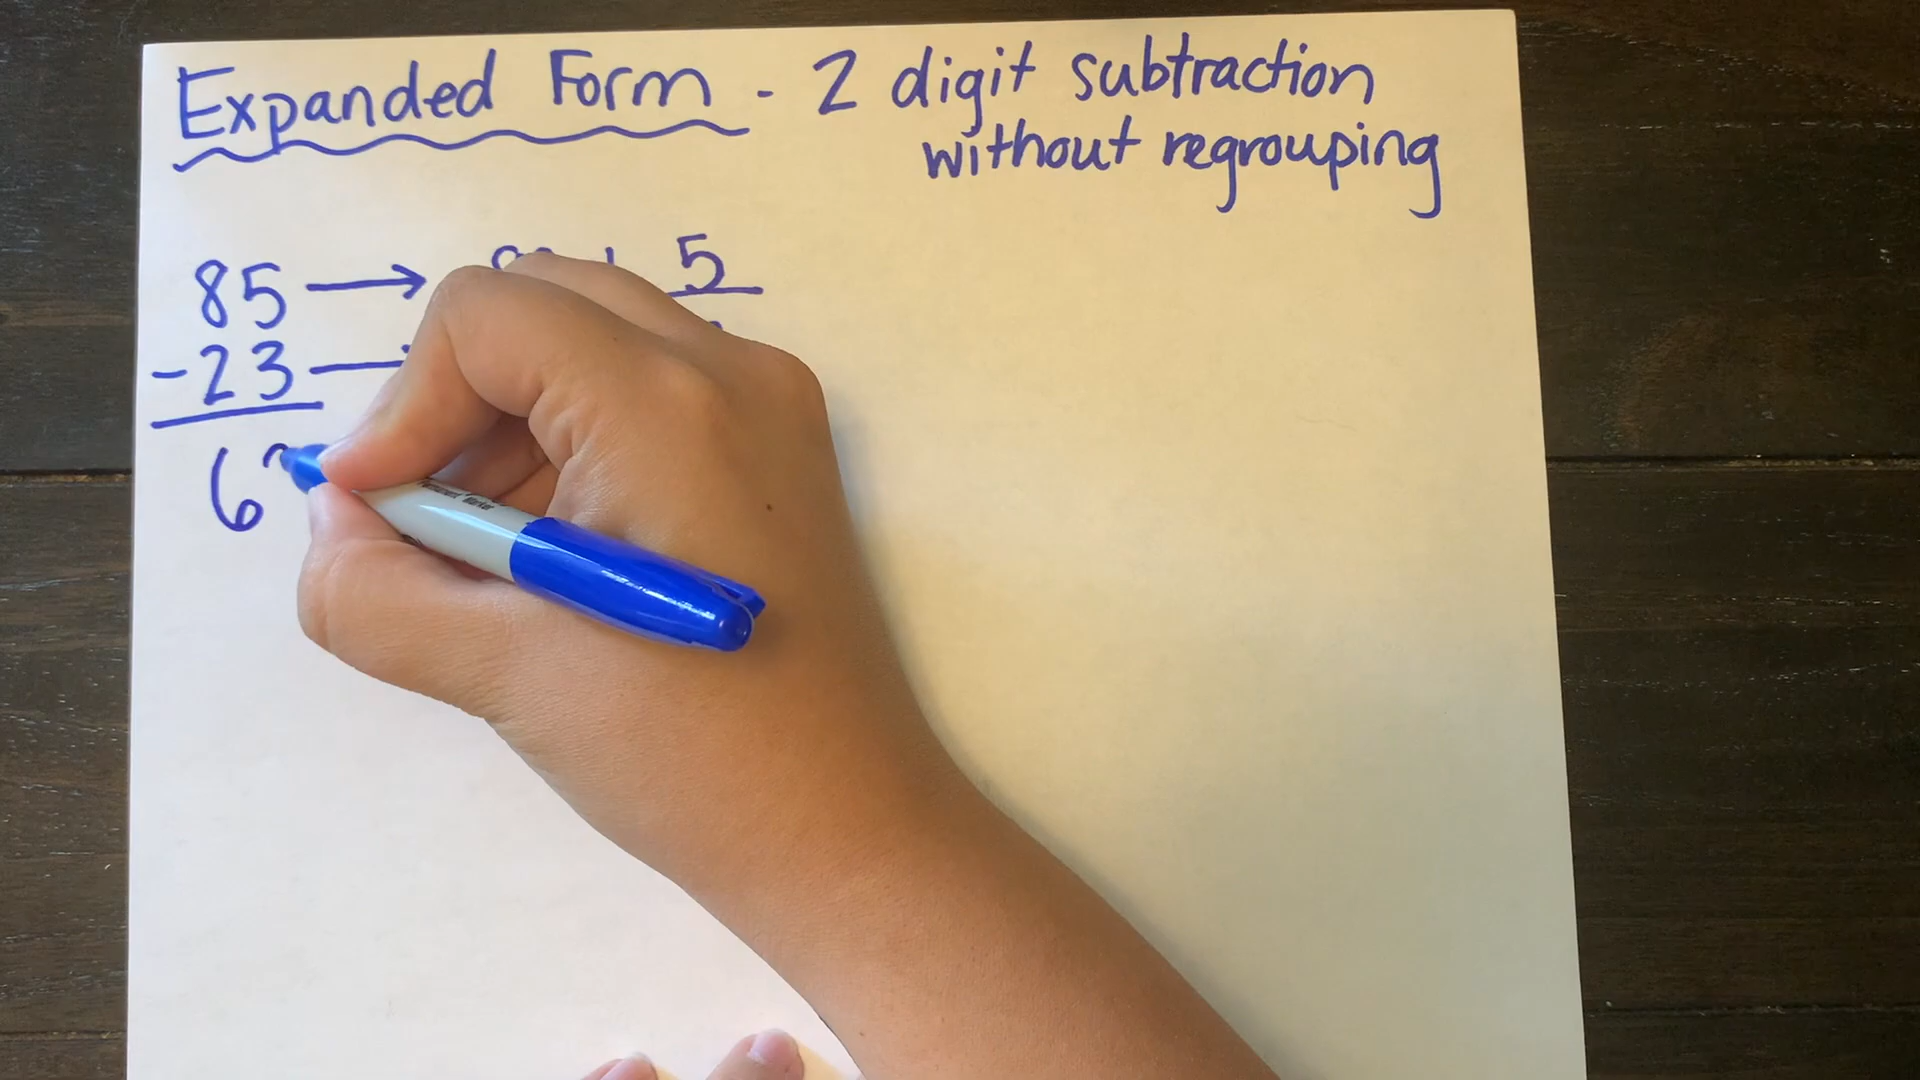 Expanded Form - 2 digit subtraction
without regrouping
85 → 5
-23
6